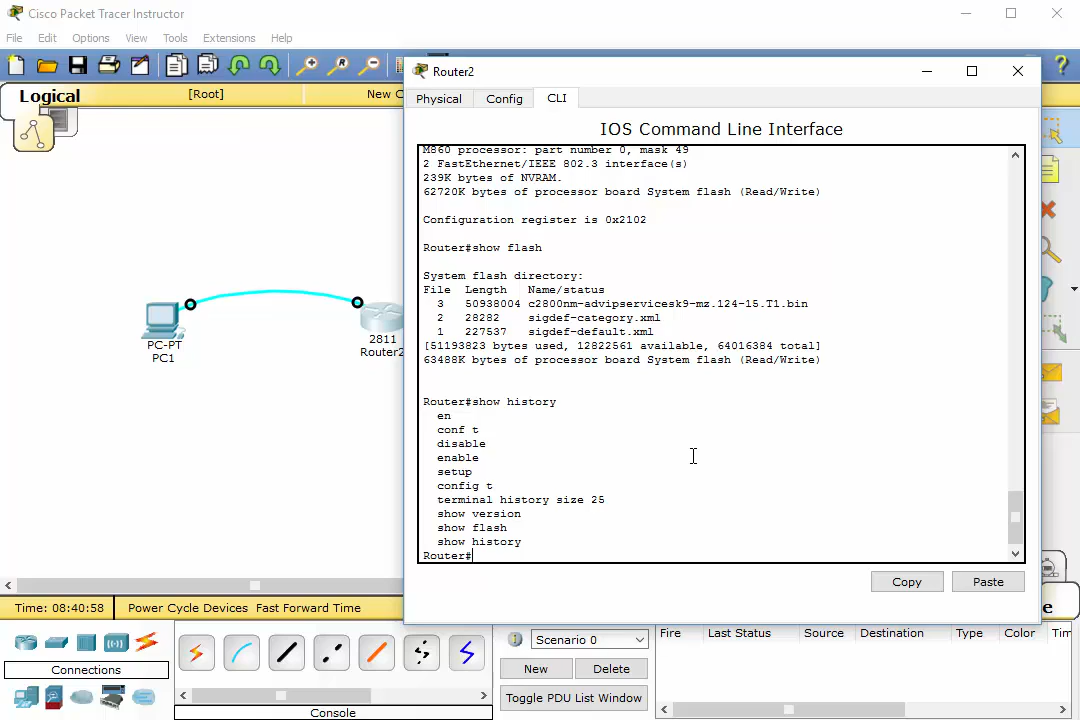 Cisco Packet Tracer Instructor
File Edit Options View Tools Extensions Help
Logical
[Root]
New C
PC-PT
PC1
2811
Router2
Router2
Physical Config CLI
IOS Command Line Interface
M860 processor: part number 0, mask 49
2 FastEthernet/IEEE 802.3 interface(s)
239K bytes of NVRAM.
62720K bytes of processor board System flash (Read/Write)
Configuration register is 0x2102
Router#show flash
System flash directory:
File Length Name/status
3 50938004 c2800nm-advipservicesk9-mz.124-15.T1.bin
2 28282 sigdef-category.xml
1 227537 sigdef-default.xml
[51193823 bytes used, 12822561 available, 64016384 total]
63488K bytes of processor board System flash (Read/Write)
Router#show history
en
conf t
disable
enable
setup
config t
terminal history size 25
show version
show flash
show history
Router#
Copy Paste
Time: 08:40:58 Power Cycle Devices Fast Forward Time
e
Connections
Console
Scenario 0
New Delete
Toggle PDU List Window
Fire Last Status Source Destination Type Color Tim